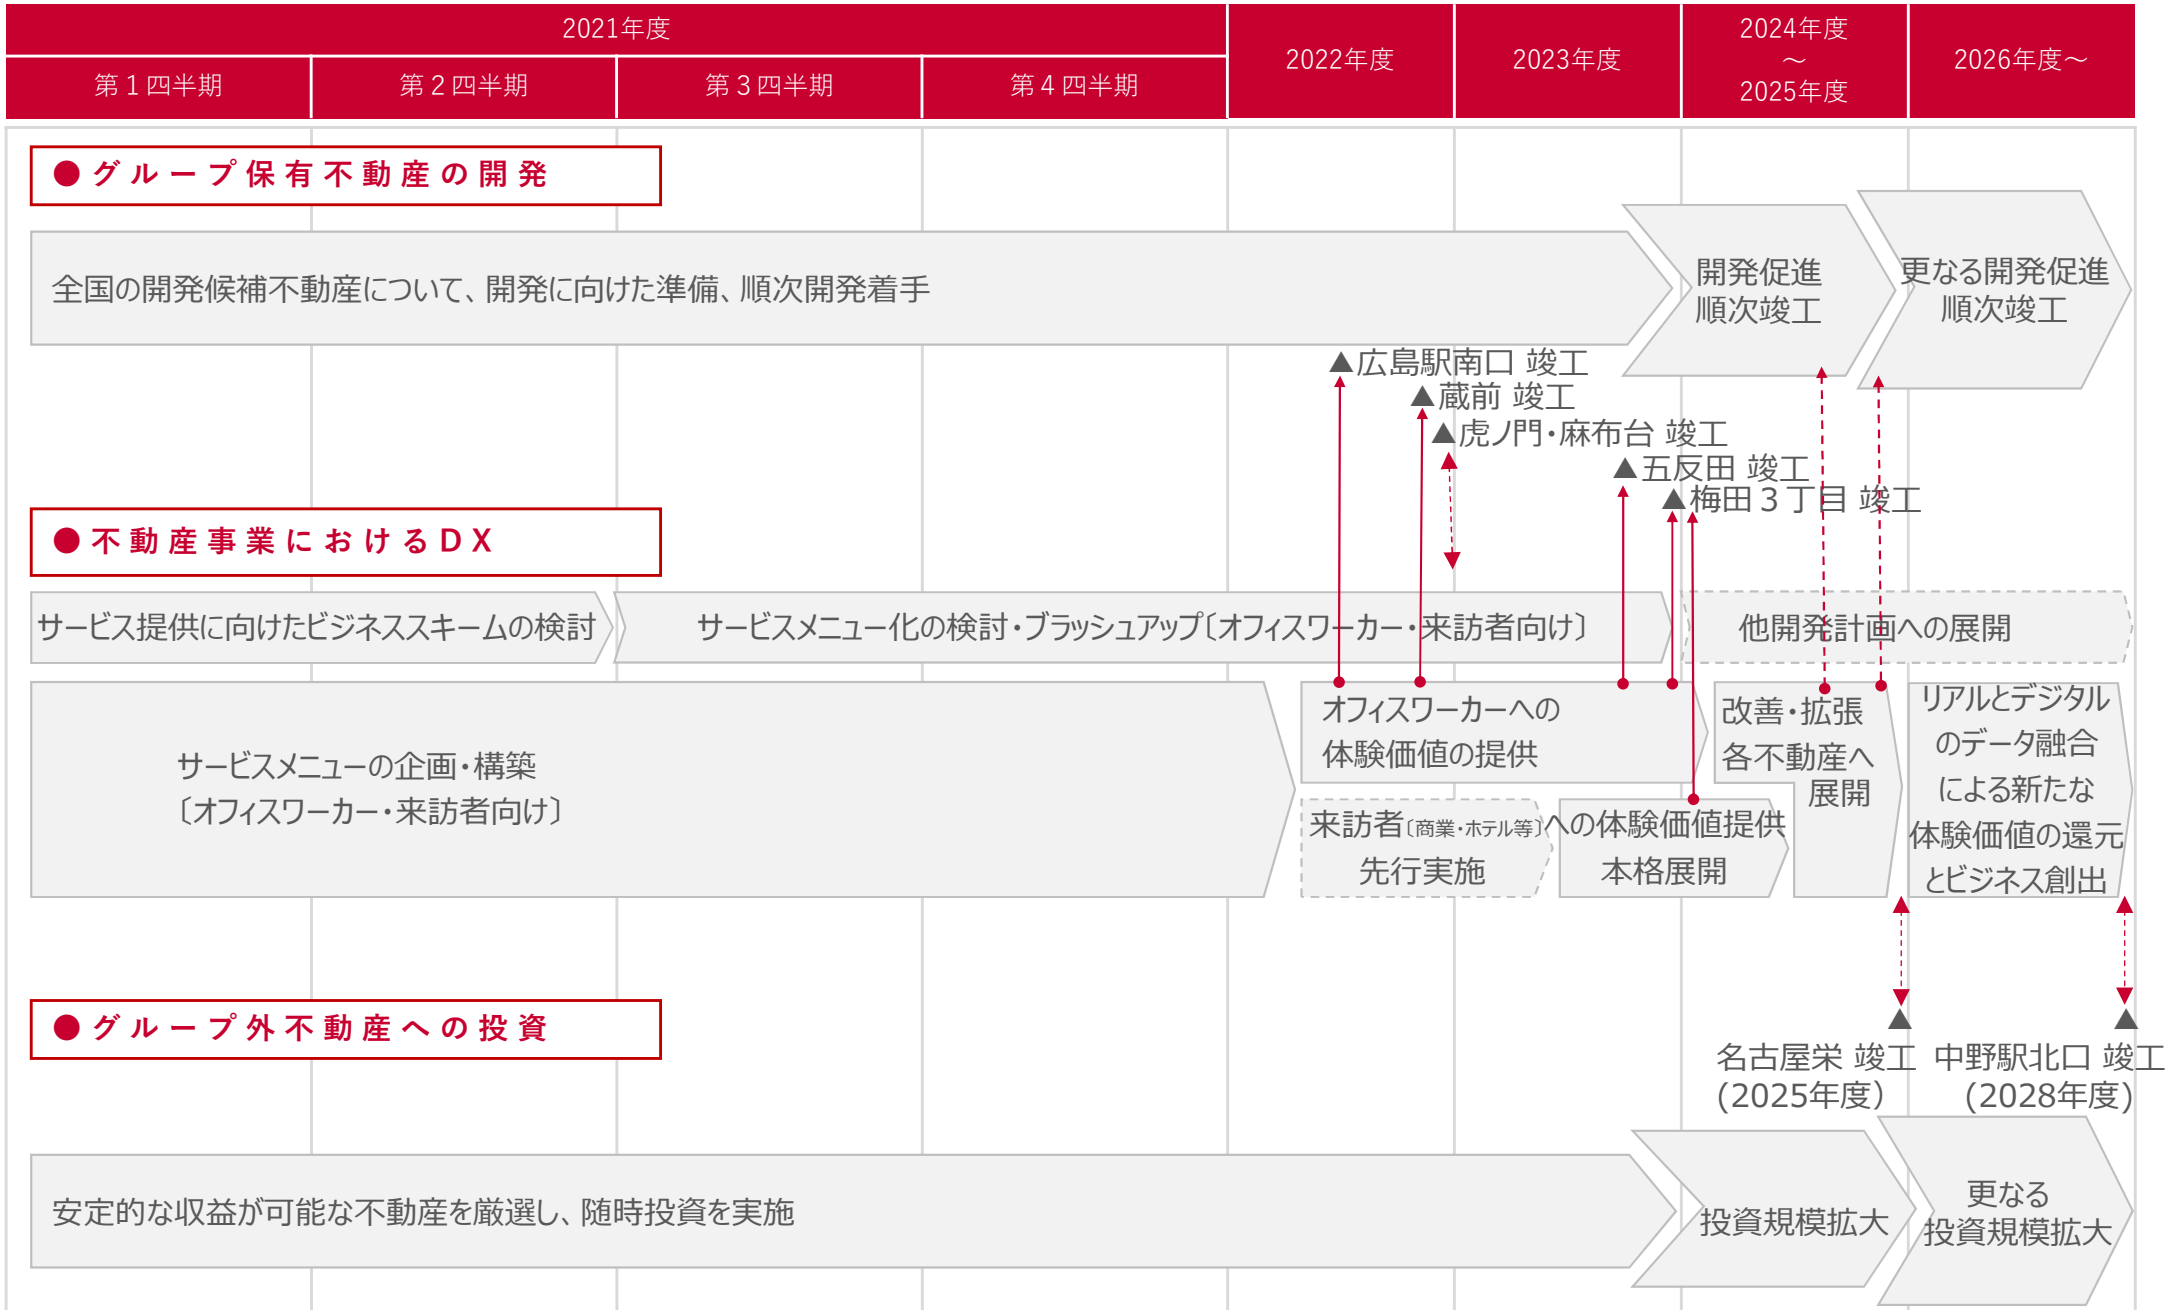 2021年度
第１四半期
第２四半期
第３四半期
第４四半期
2022年度
2023年度
2024年度
～
2025年度
2026年度～
●グループ保有不動産の開発
全国の開発候補不動産について、開発に向けた準備、順次開発着手
開発促進
順次竣工
更なる開発促進
順次竣工
▲広島駅南口 竣工
▲蔵前 竣工
▲虎ノ門・麻布台 竣工
▲五反田 竣工
▲梅田３丁目 竣工
●不動産事業におけるＤＸ
サービス提供に向けたビジネススキームの検討
サービスメニュー化の検討・ブラッシュアップ〔オフィスワーカー・来訪者向け〕
他開発計画への展開
サービスメニューの企画・構築
〔オフィスワーカー・来訪者向け〕
オフィスワーカーへの
体験価値の提供
来訪者〔商業・ホテル等〕への体験価値提供
先行実施
本格展開
改善・拡張
各不動産へ
展開
リアルとデジタル
のデータ融合
による新たな
体験価値の還元
とビジネス創出
●グループ外不動産への投資
▲
名古屋栄 竣工
(2025年度)
▲
中野駅北口 竣工
(2028年度)
安定的な収益が可能な不動産を厳選し、随時投資を実施
投資規模拡大
更なる
投資規模拡大